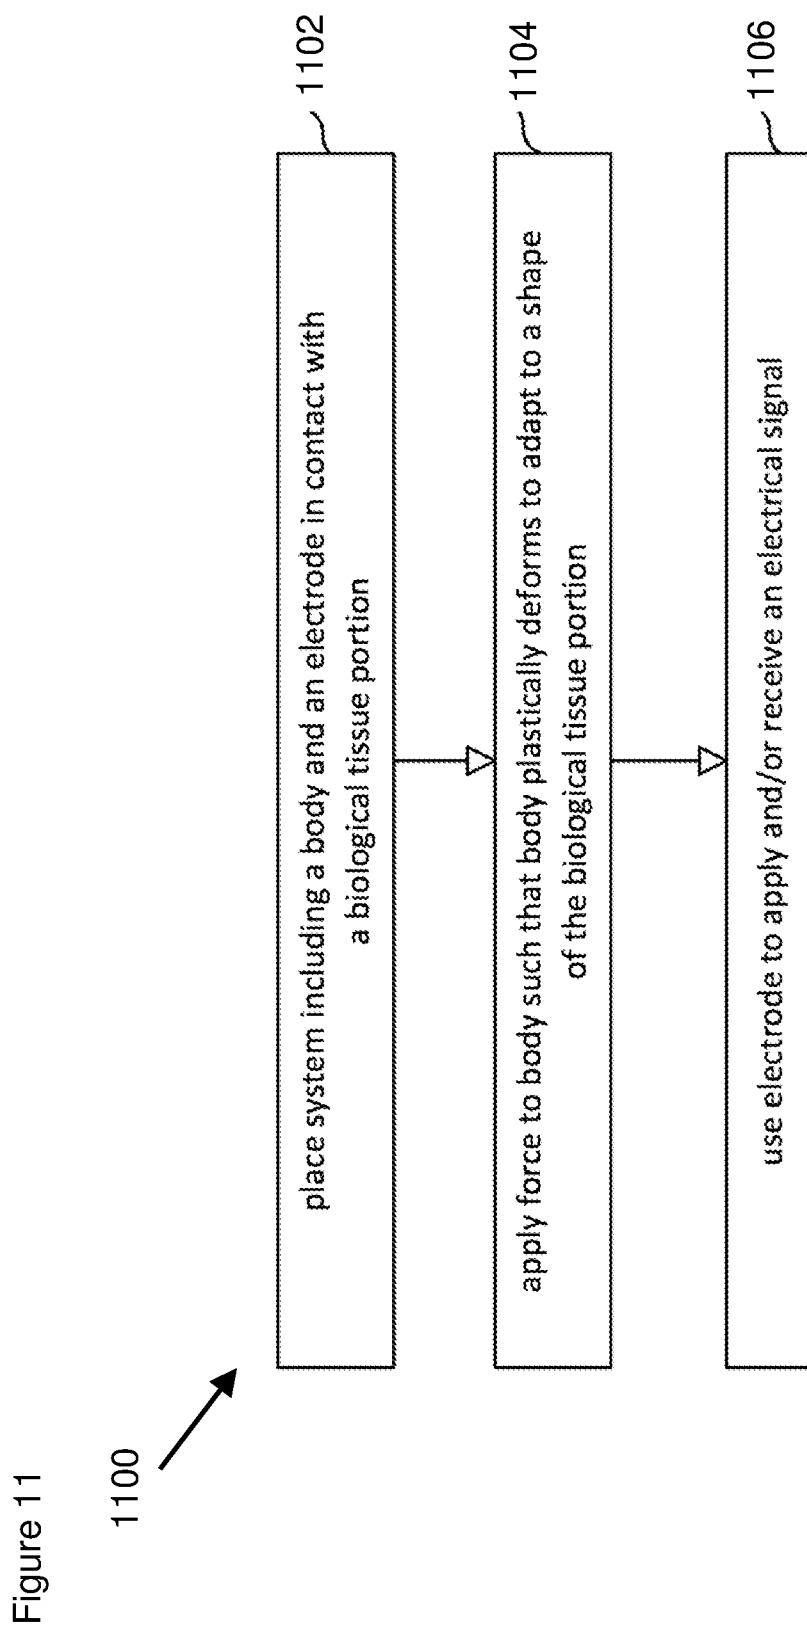 Figure 11
1100
place system including a body and an electrode in contact with
a biological tissue portion
1102
apply force to body such that body plastically deforms to adapt to a shape
of the biological tissue portion
1104
use electrode to apply and/or receive an electrical signal
1106